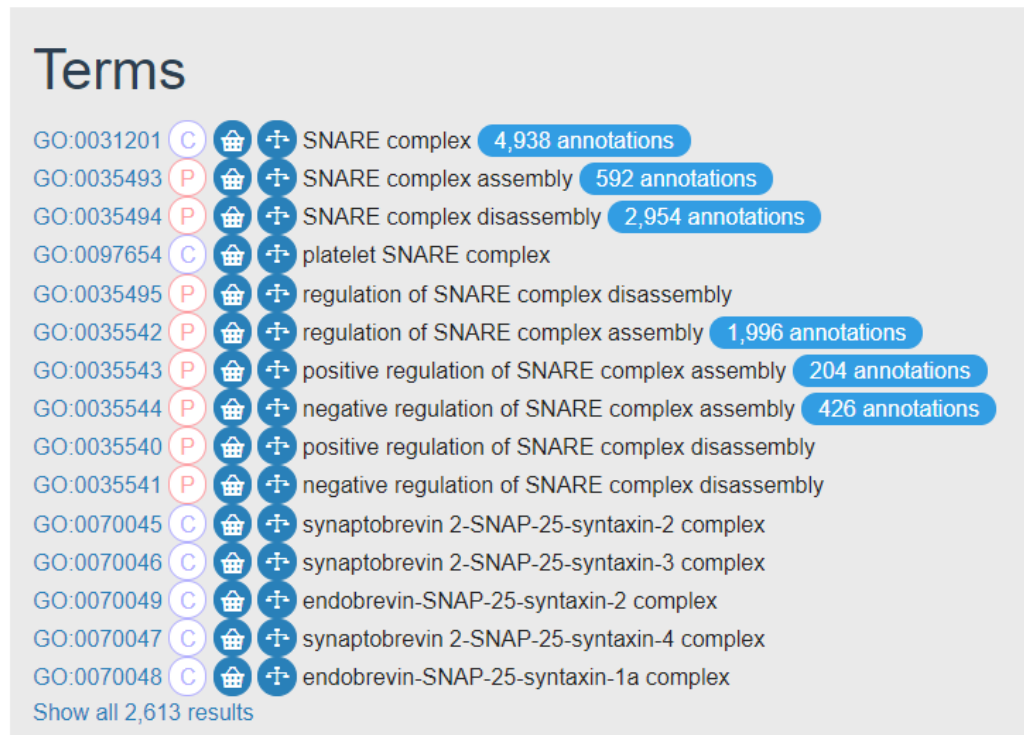 Terms
GO:0031201 C SNARE complex 4,938 annotations
GO:0035493 P SNARE complex assembly 592 annotations
GO:0035494 P SNARE complex disassembly 2,954 annotations
GO:0097654 C platelet SNARE complex
GO:0035495 P regulation of SNARE complex disassembly
GO:0035542 P regulation of SNARE complex assembly 1,996 annotations
GO:0035543 P positive regulation of SNARE complex assembly 204 annotations
GO:0035544 P negative regulation of SNARE complex assembly 426 annotations
GO:0035540 P positive regulation of SNARE complex disassembly
GO:0035541 P negative regulation of SNARE complex disassembly
GO:0070045 C synaptobrevin 2-SNAP-25-syntaxin-2 complex
GO:0070046 C synaptobrevin 2-SNAP-25-syntaxin-3 complex
GO:0070049 C endobrevin-SNAP-25-syntaxin-2 complex
GO:0070047 C synaptobrevin 2-SNAP-25-syntaxin-4 complex
GO:0070048 C endobrevin-SNAP-25-syntaxin-1a complex
Show all 2,613 results